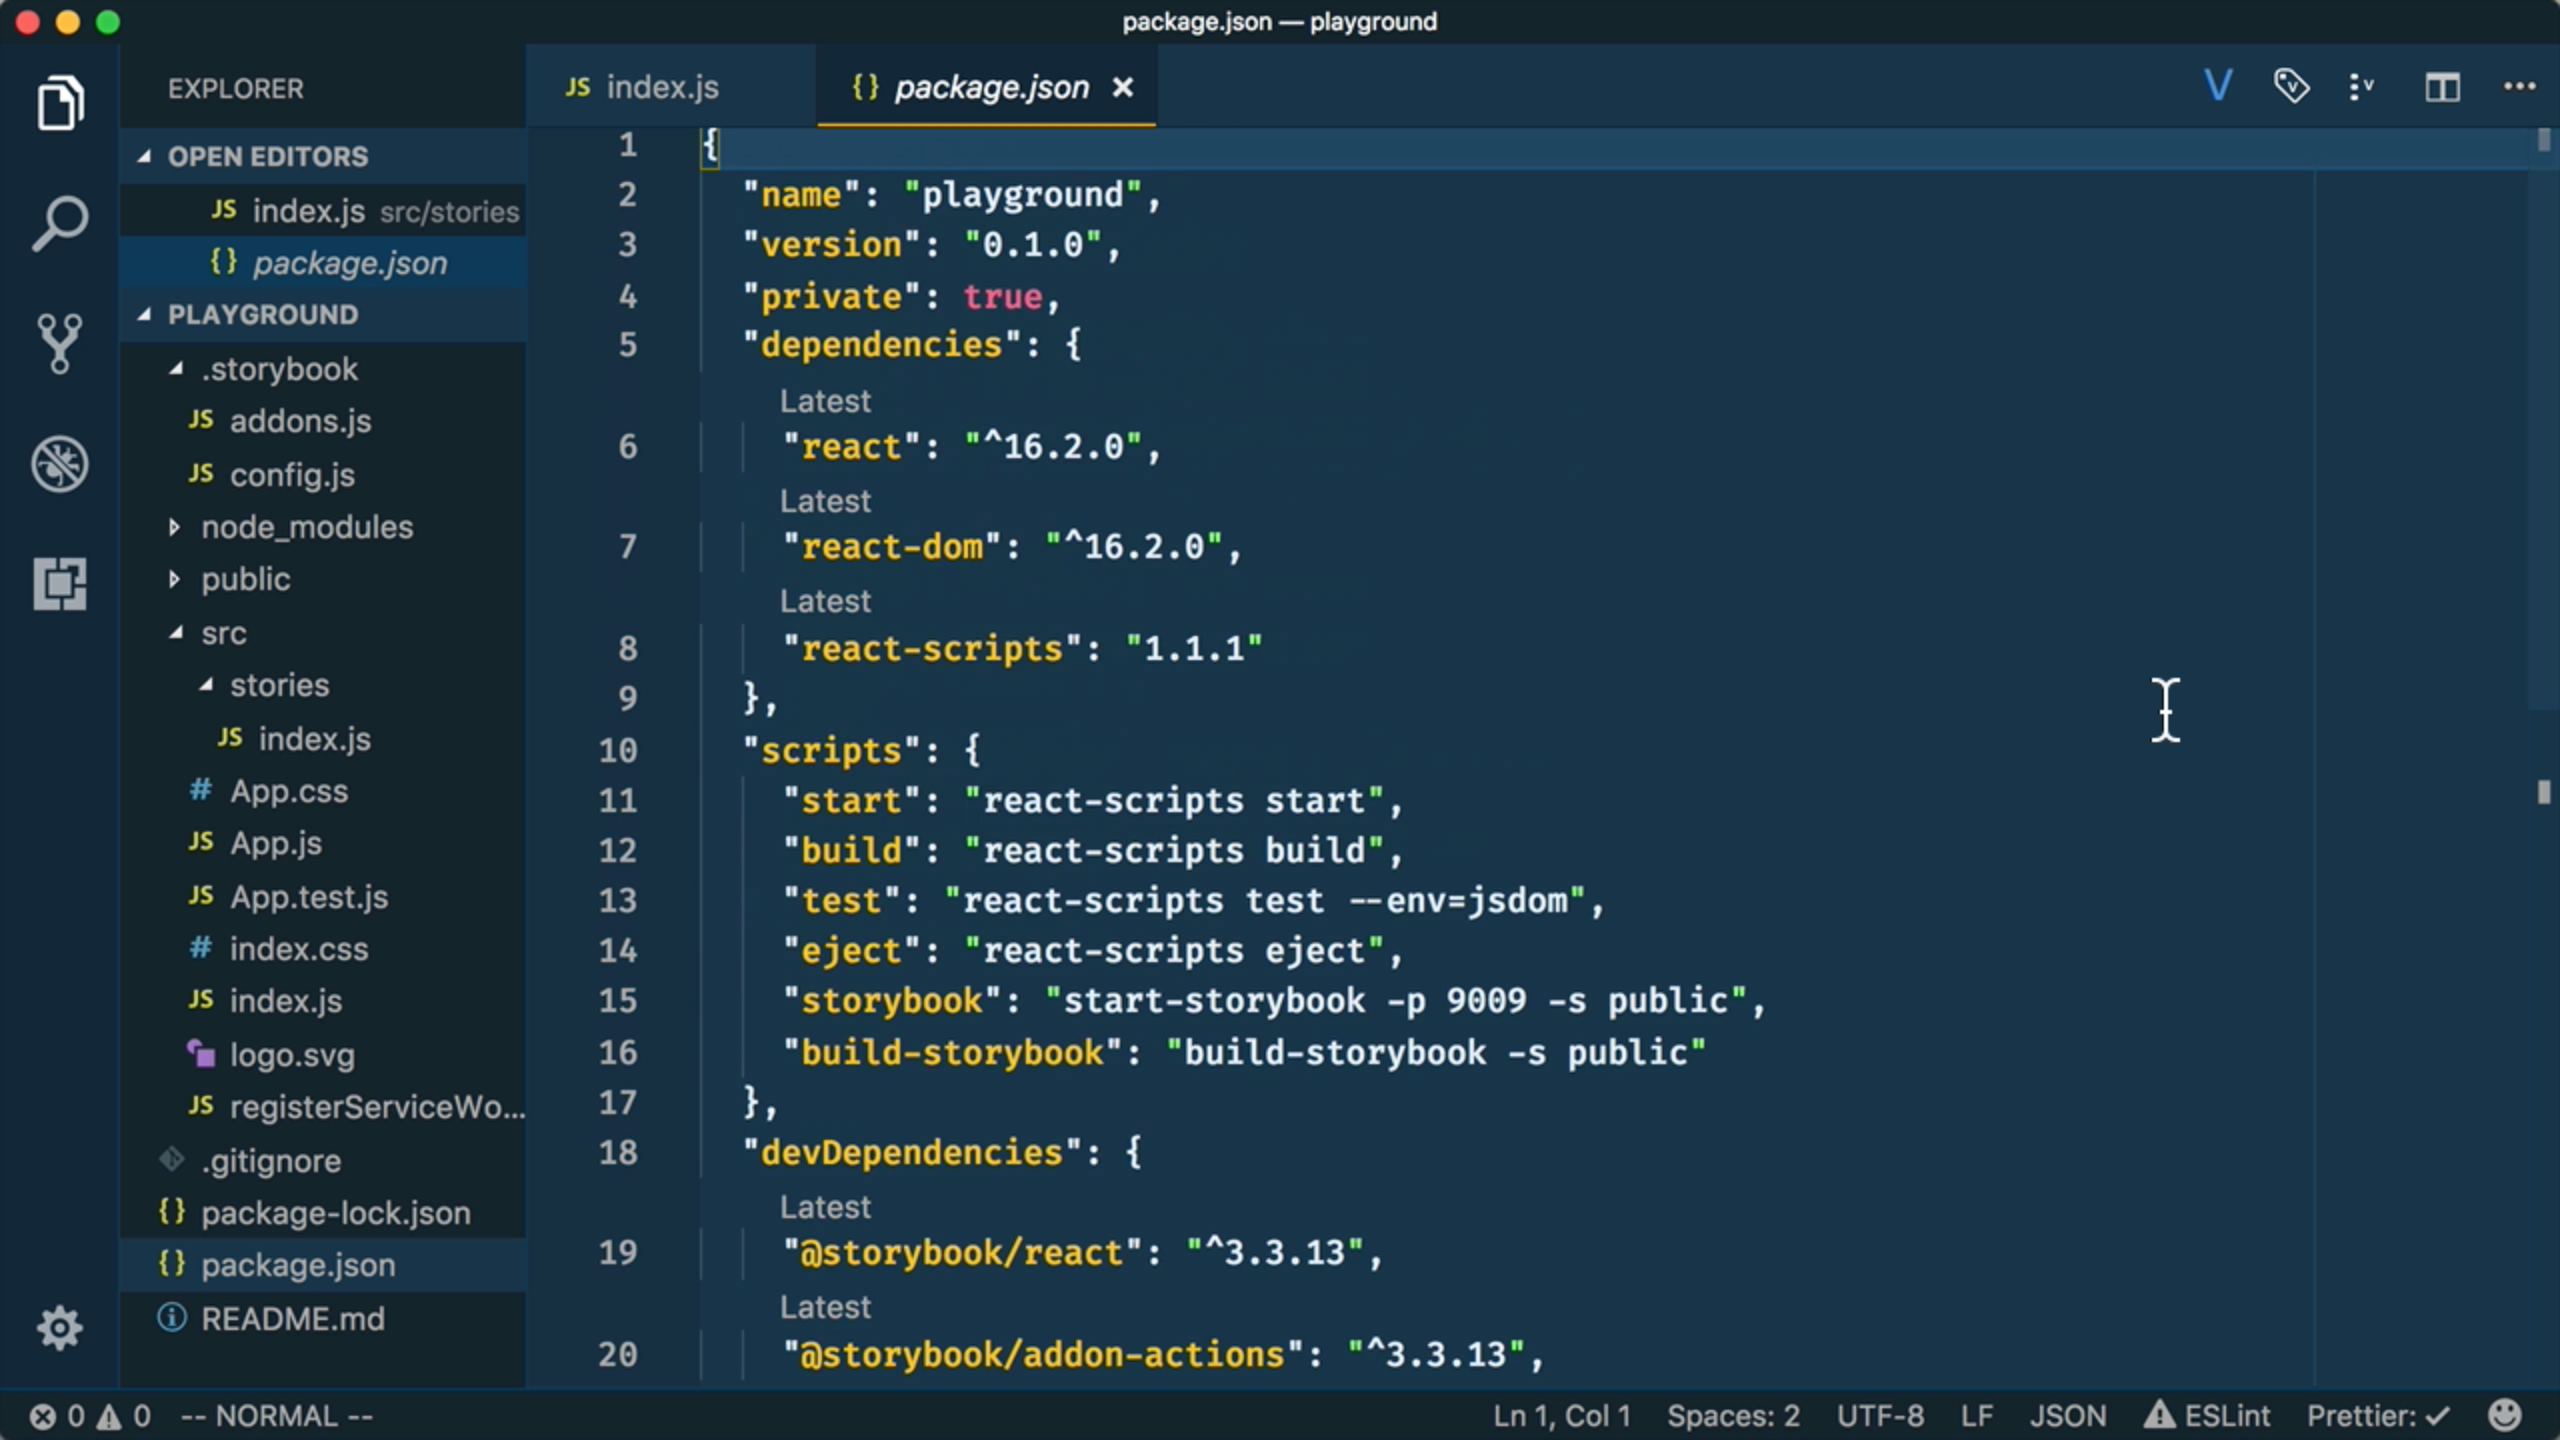 package.json — playground
EXPLORER
OPEN EDITORS
JS index.js src/stories
{} package.json
PLAYGROUND
.storybook
JS addons.js
JS config.js
node_modules
public
src
stories
JS index.js
# App.css
JS App.js
JS App.test.js
# index.css
JS index.js
logo.svg
JS registerServiceWo...
.gitignore
{} package-lock.json
{} package.json
README.md
JS index.js
{} package.json
1 {
2 "name": "playground",
3 "version": "0.1.0",
4 "private": true,
5 "dependencies": {
Latest
6 "react": "^16.2.0",
Latest
7 "react-dom": "^16.2.0",
Latest
8 "react-scripts": "1.1.1"
9 },
10 "scripts": {
11 "start": "react-scripts start",
12 "build": "react-scripts build",
13 "test": "react-scripts test --env=jsdom",
14 "eject": "react-scripts eject",
15 "storybook": "start-storybook -p 9009 -s public",
16 "build-storybook": "build-storybook -s public"
17 },
18 "devDependencies": {
Latest
19 "@storybook/react": "^3.3.13",
Latest
20 "@storybook/addon-actions": "^3.3.13",
0 0 -- NORMAL -- Ln 1, Col 1 Spaces: 2 UTF-8 LF JSON ESLint Prettier: ✓